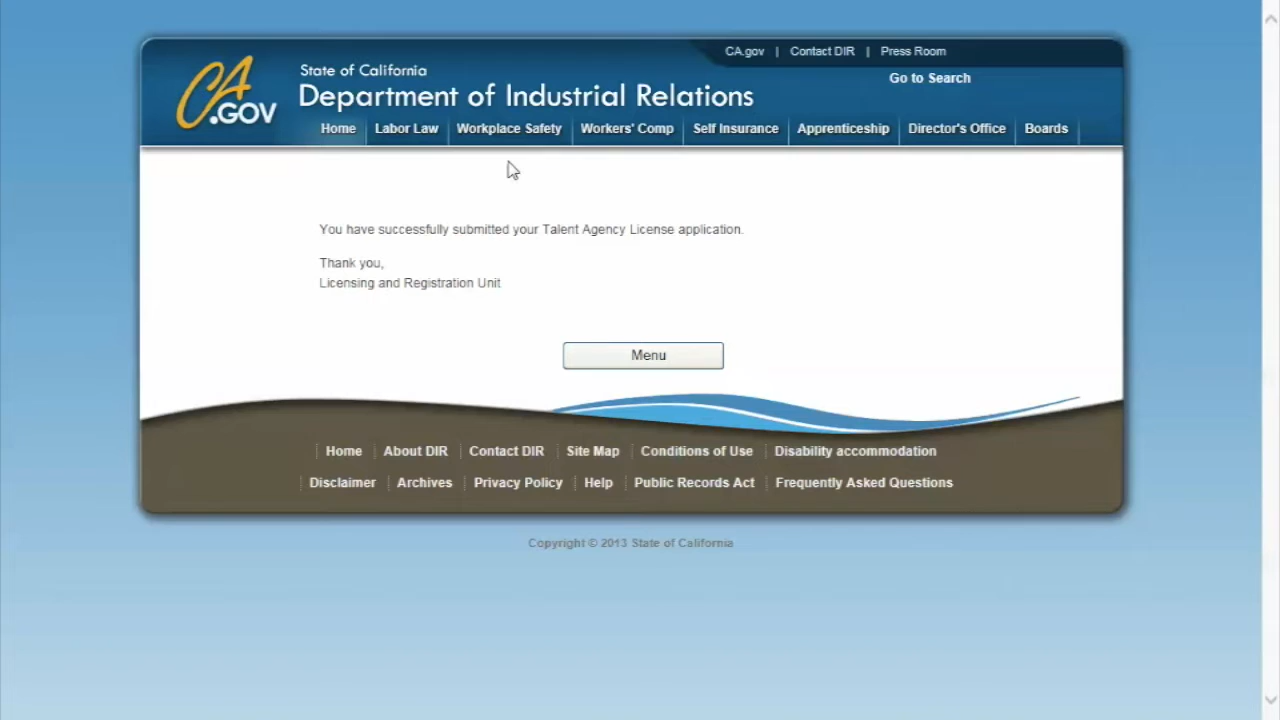 CA.gov | Contact DIR | Press Room
Go to Search
CA
.GOV
State of California
Department of Industrial Relations
Home Labor Law Workplace Safety Workers' Comp Self Insurance Apprenticeship Director's Office Boards
You have successfully submitted your Talent Agency License application.
Thank you,
Licensing and Registration Unit
Menu
Home About DIR Contact DIR Site Map Conditions of Use Disability accommodation
Disclaimer Archives Privacy Policy Help Public Records Act Frequently Asked Questions
Copyright © 2013 State of California